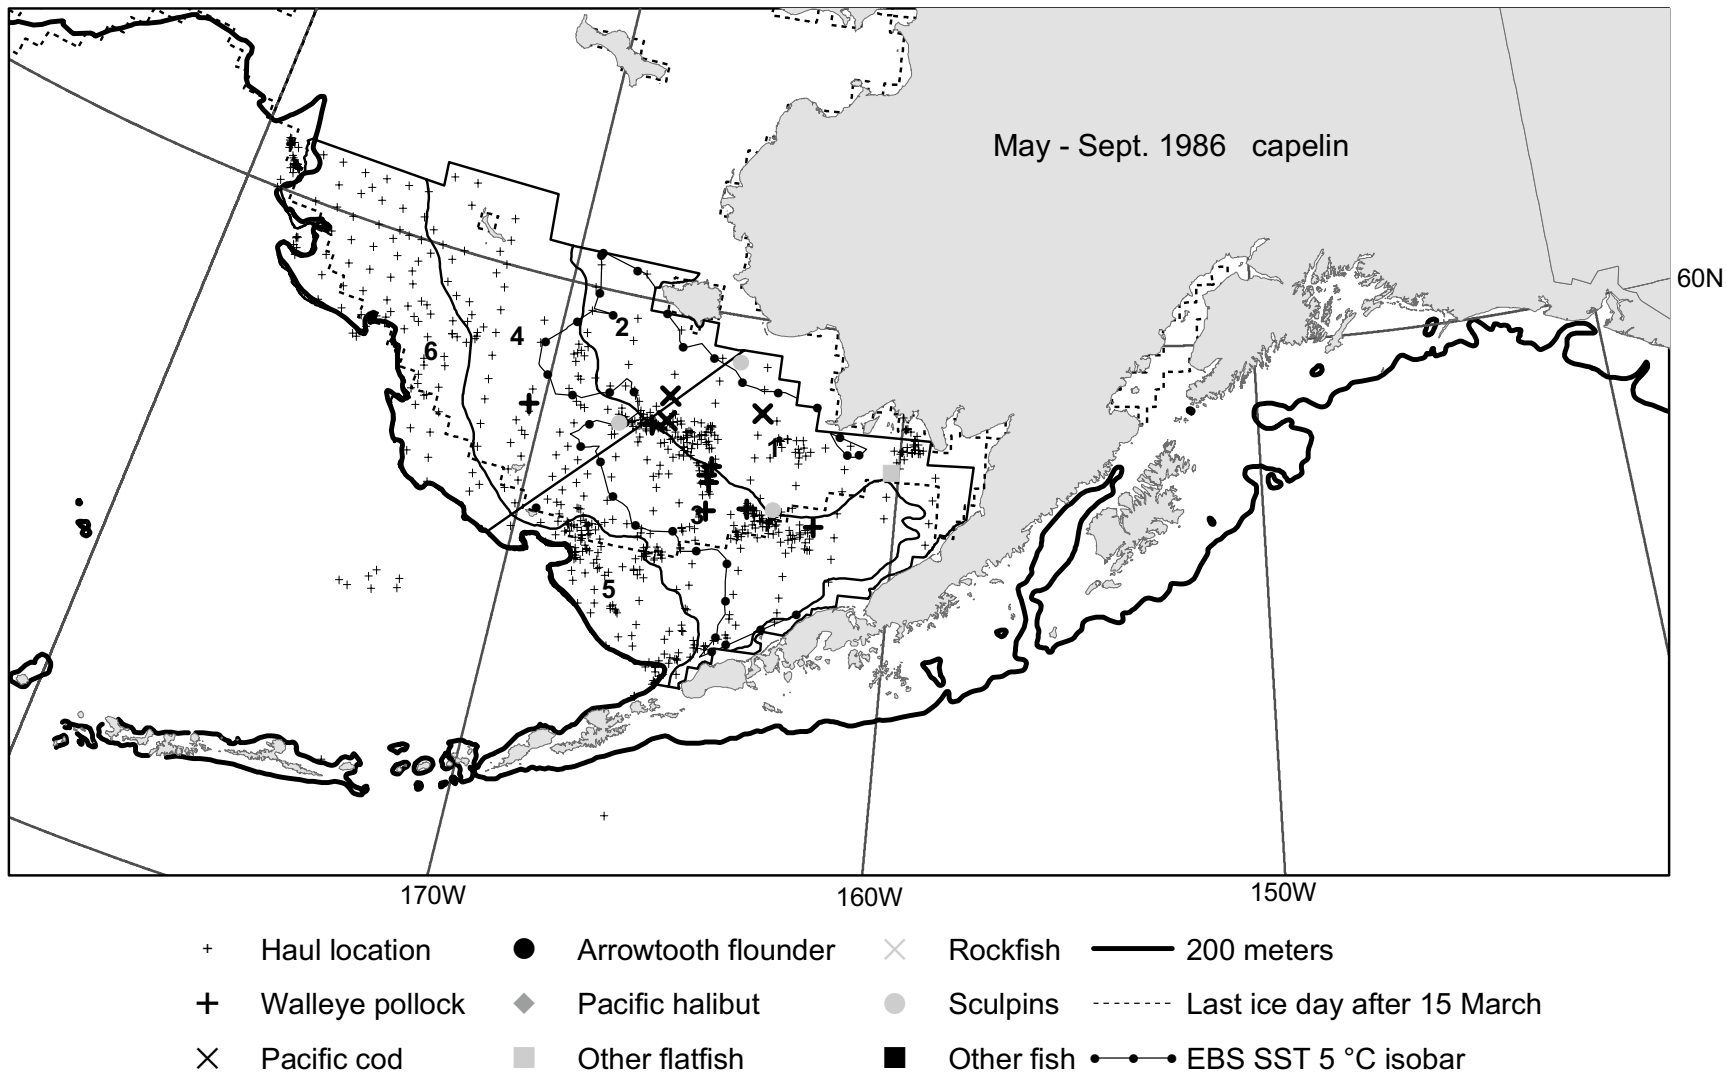 May - Sept. 1986 capelin
60N
4
2
6
1
3
5
170W
160W
150W
Haul location
Arrowtooth flounder
Rockfish
200 meters
Walleye pollock
Pacific halibut
Sculpins
Last ice day after 15 March
Pacific cod
Other flatfish
Other fish
EBS SST 5 °C isobar